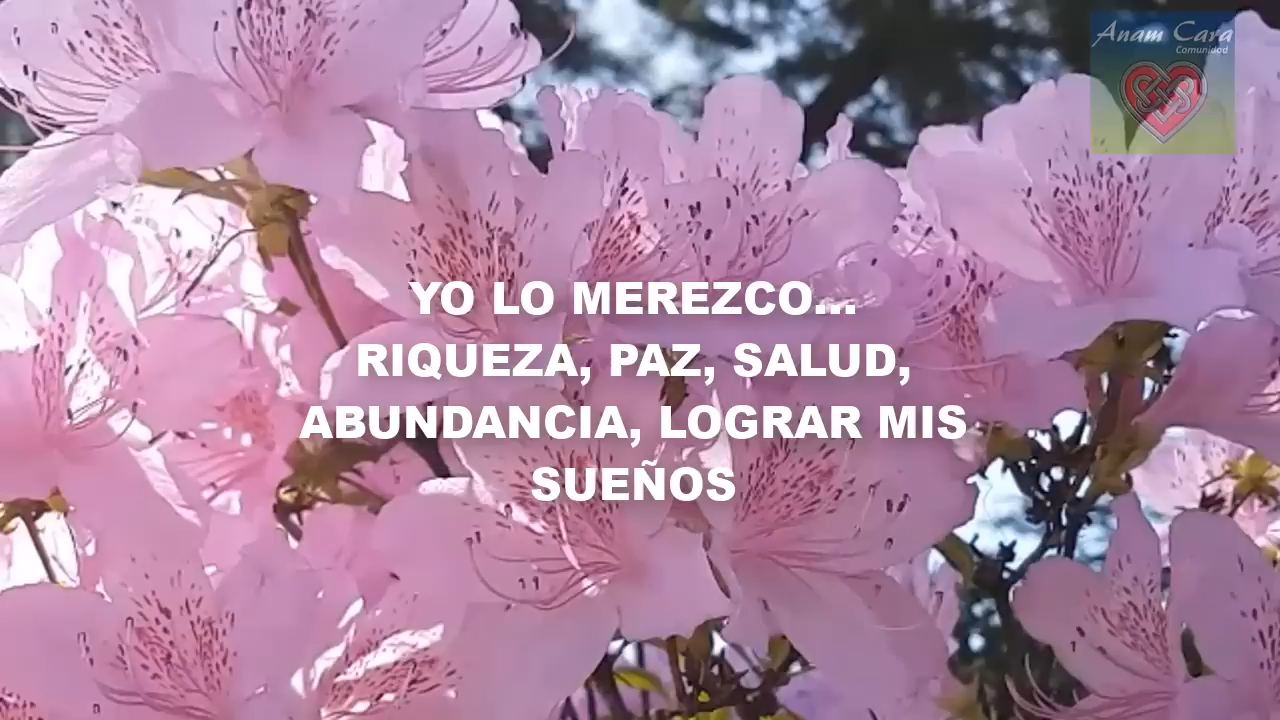 Anam Cara
Comunidad
YO LO MEREZCO...
RIQUEZA, PAZ, SALUD,
ABUNDANCIA, LOGRAR MIS
SUEÑOS